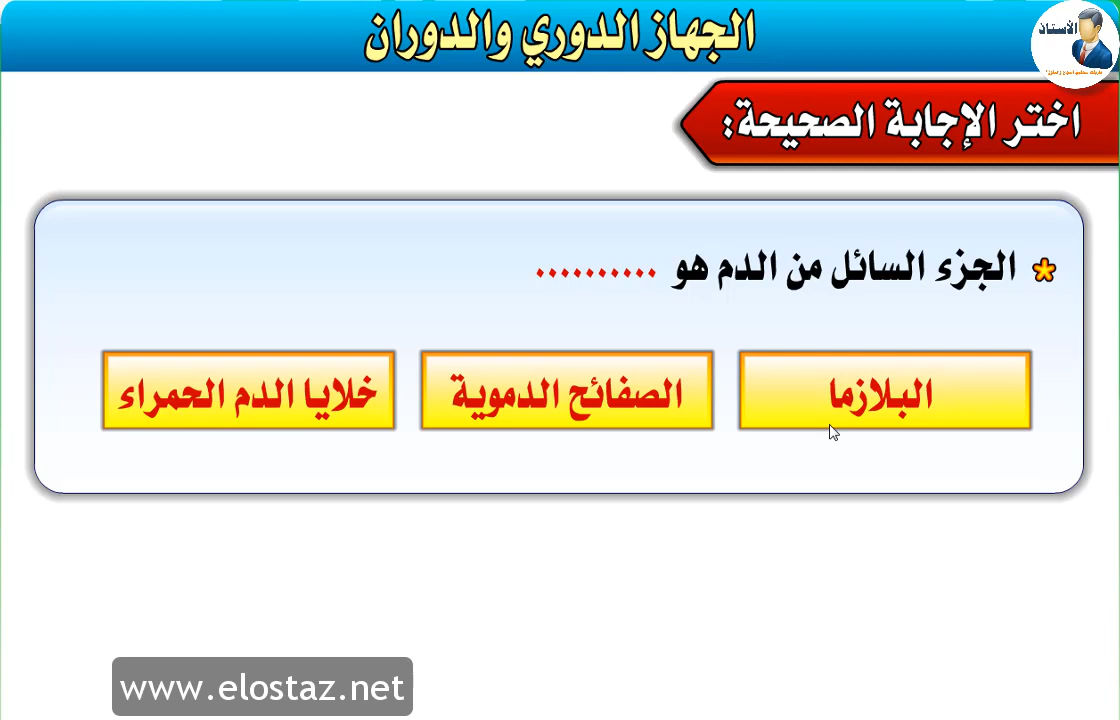 الجهاز الدوري والدوران
الأستاذ
اختر الإجابة الصحيحة:
الجزء السائل من الدم هو ..........
البلازما
الصفائح الدموية
خلايا الدم الحمراء
www.elostaz.net